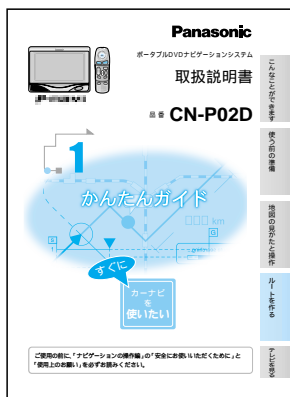 Panasonic
ポータブルDVDナビゲーションシステム
取扱説明書
品番 CN-P02D
こんなことができます
使う前の準備
地図の見かたと操作
ルートを作る
テレビを見る
1
かんたんガイド
km
S
G
すぐに
カーナビ
を
使いたい
ご使用の前に、「ナビゲーションの操作編」の「安全にお使いいただくために」と
「使用上のお願い」を必ずお読みください。